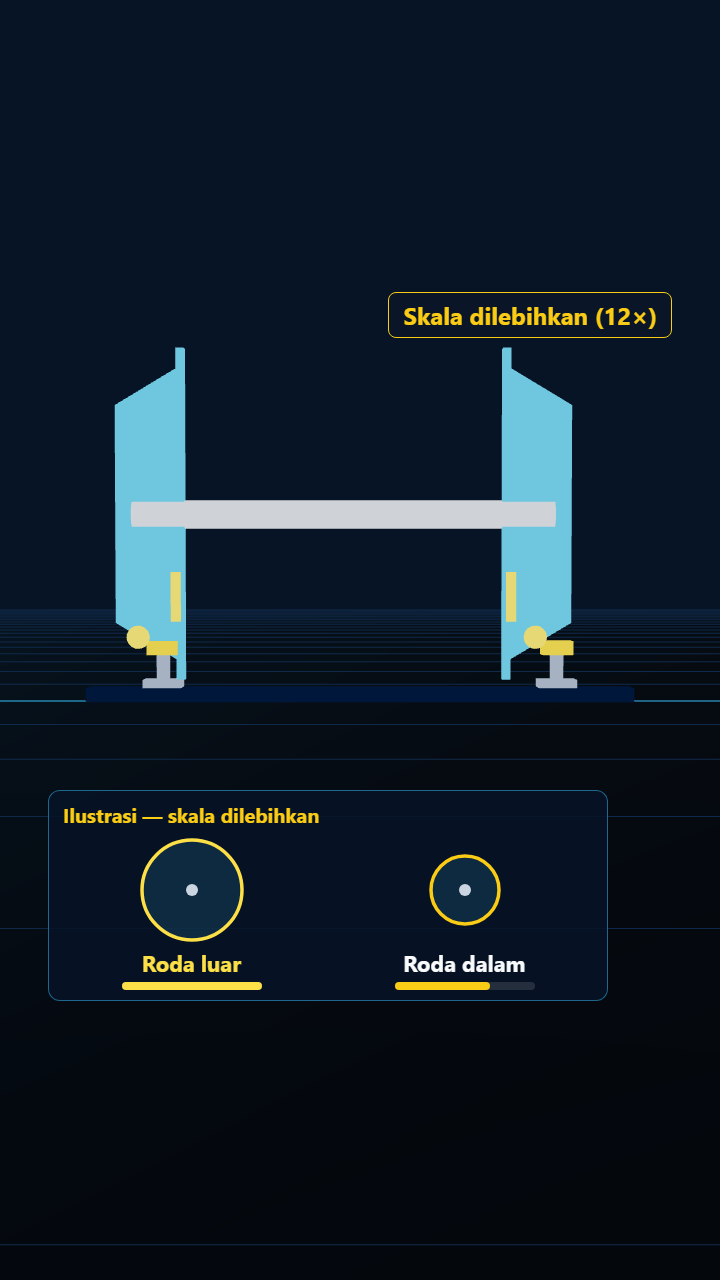 Skala dilebihkan (12×)
Ilustrasi — skala dilebihkan
Roda luar
Roda dalam